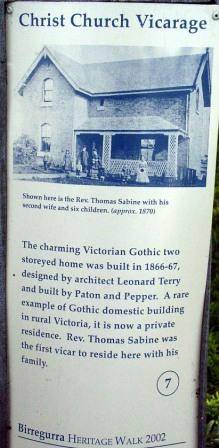 Christ Church Vicarage
Shown here is the Rev. Thomas Sabine with his
second wife and six children. (approx. 1870)
The charming Victorian Gothic two
storeyed home was built in 1866-67,
designed by architect Leonard Terry
and built by Paton and Pepper. A rare
example of Gothic domestic building
in rural Victoria, it is now a private
residence. Rev. Thomas Sabine was
the first vicar to reside here with his
family.
7
Birregurra HERITAGE WALK 2002